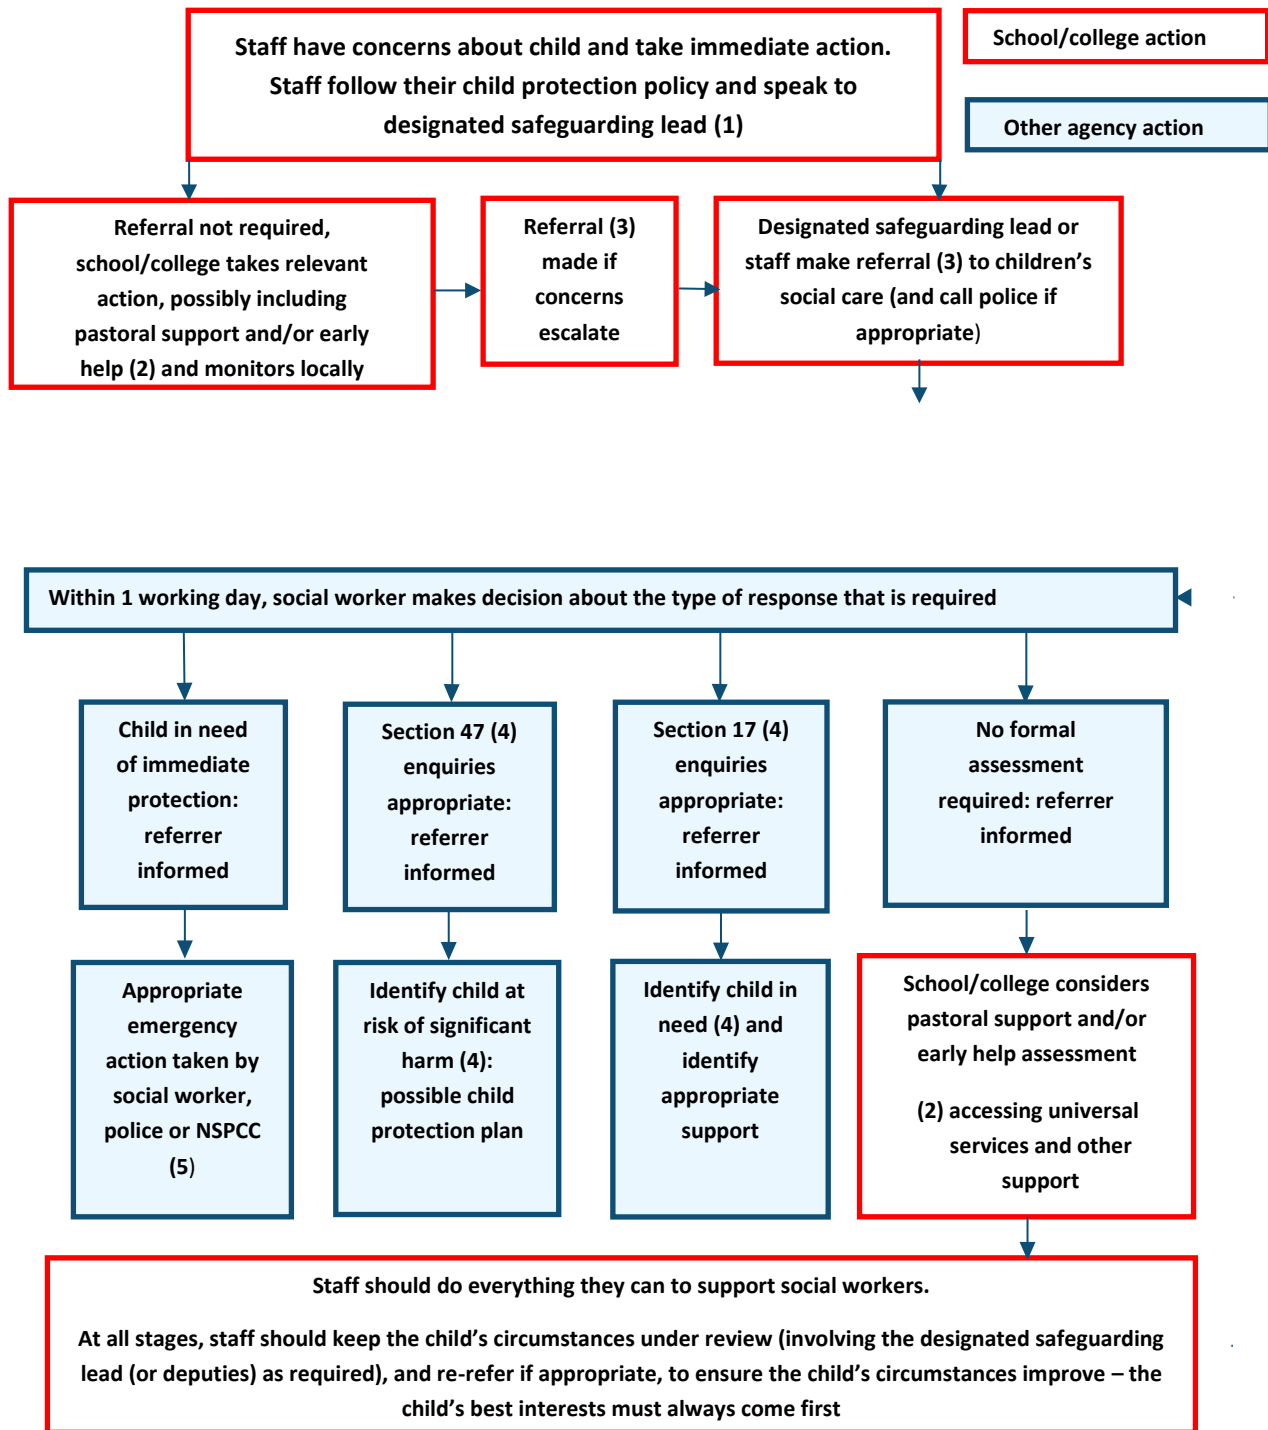 Staff have concerns about child and take immediate action.
Staff follow their child protection policy and speak to
designated safeguarding lead (1)
School/college action
Other agency action
Referral not required,
school/college takes relevant
action, possibly including
pastoral support and/or early
help (2) and monitors locally
Referral (3)
made if
concerns
escalate
Designated safeguarding lead or
staff make referral (3) to children’s
social care (and call police if
appropriate)
Within 1 working day, social worker makes decision about the type of response that is required
Child in need
of immediate
protection:
referrer
informed
Section 47 (4)
enquiries
appropriate:
referrer
informed
Section 17 (4)
enquiries
appropriate:
referrer
informed
No formal
assessment
required: referrer
informed
Appropriate
emergency
action taken by
social worker,
police or NSPCC
(5)
Identify child at
risk of significant
harm (4):
possible child
protection plan
Identify child in
need (4) and
identify
appropriate
support
School/college considers
pastoral support and/or
early help assessment
(2) accessing universal
services and other
support
Staff should do everything they can to support social workers.
At all stages, staff should keep the child’s circumstances under review (involving the designated safeguarding
lead (or deputies) as required), and re-refer if appropriate, to ensure the child’s circumstances improve – the
child’s best interests must always come first